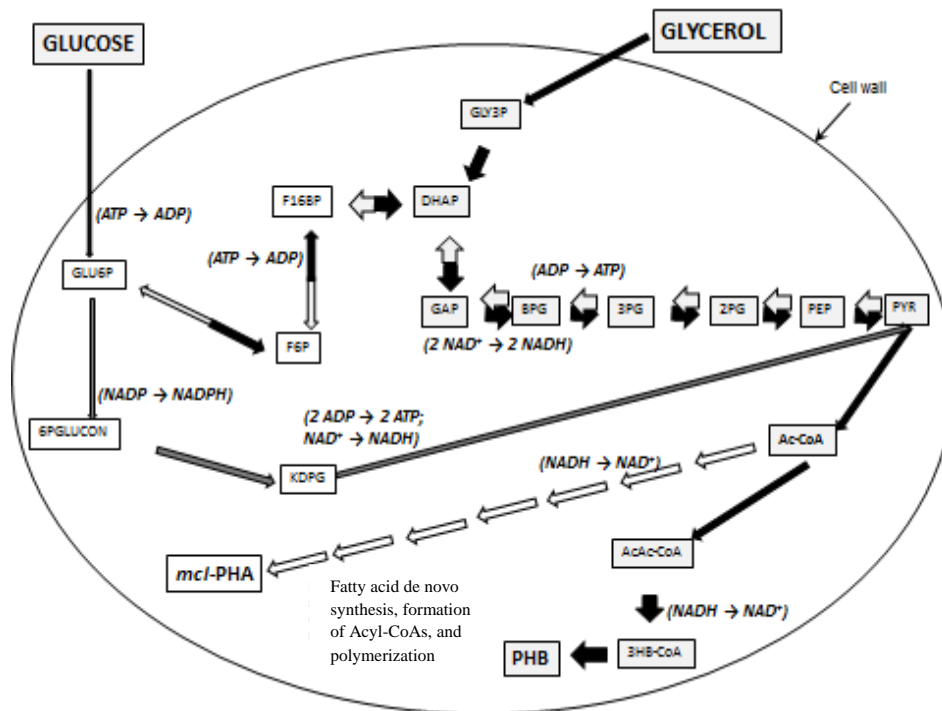 GLUCOSE
GLYCEROL
Cell wall
GLY3P
F16BP
DHAP
(ATP → ADP)
(ATP → ADP)
(ADP → ATP)
GLU6P
GAP
BPG
3PG
2PG
PEP
PYR
F6P
(2 NAD⁺ → 2 NADH)
(NADP → NADPH)
6PGLUCON
(2 ADP → 2 ATP;
NAD⁺ → NADH)
Ac-CoA
(NADH → NAD⁺)
KDPG
AcAc-CoA
mcl-PHA
Fatty acid de novo
synthesis, formation
of Acyl-CoAs, and
polymerization
(NADH → NAD⁺)
PHB
3HB-CoA